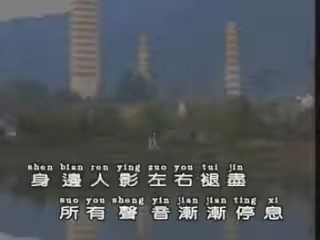 shen bian ren ying zuo you tui jin
身邊人影左右褪盡
suo you sheng yin jian jian ting xi
所有聲音漸漸停息